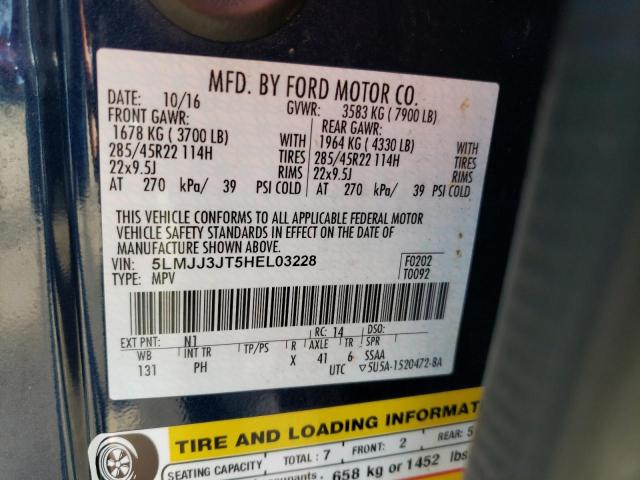 MFD. BY FORD MOTOR CO.
DATE: 10/16 GVWR: 3583 KG ( 7900 LB)
FRONT GAWR: REAR GAWR:
1678 KG ( 3700 LB) WITH 1964 KG ( 4330 LB) WITH
285/45R22 114H TIRES 285/45R22 114H TIRES
22x9.5J RIMS 22x9.5J RIMS
AT 270 kPa/ 39 PSI COLD AT 270 kPa/ 39 PSI COLD
THIS VEHICLE CONFORMS TO ALL APPLICABLE FEDERAL MOTOR
VEHICLE SAFETY STANDARDS IN EFFECT ON THE DATE OF
MANUFACTURE SHOWN ABOVE.
VIN: 5LMJJ3JT5HEL03228 F0202
TYPE: MPV T0092
EXT PNT: N1 RC: 14 DSO:
WB INT TR TP/PS R AXLE TR SPR
131 PH X 41 6 SSAA
UTC ▽5U5A-1520472-BA
TIRE AND LOADING INFORMAT
SEATING CAPACITY TOTAL: 7 FRONT: 2 REAR: 5
658 kg or 1452 lbs